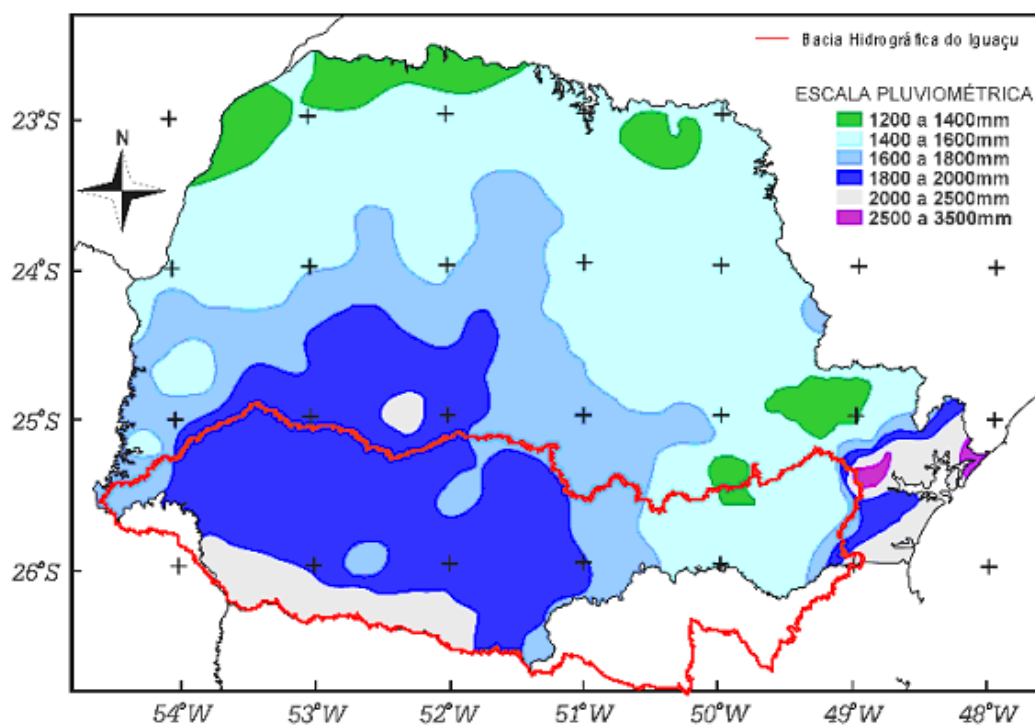 Bacia Hidrográfica do Iguaçu
ESCALA PLUVIOMÉTRICA
1200 a 1400mm
1400 a 1600mm
1600 a 1800mm
1800 a 2000mm
2000 a 2500mm
2500 a 3500mm
N
23°S
24°S
25°S
26°S
54°W 53°W 52°W 51°W 50°W 49°W 48°W